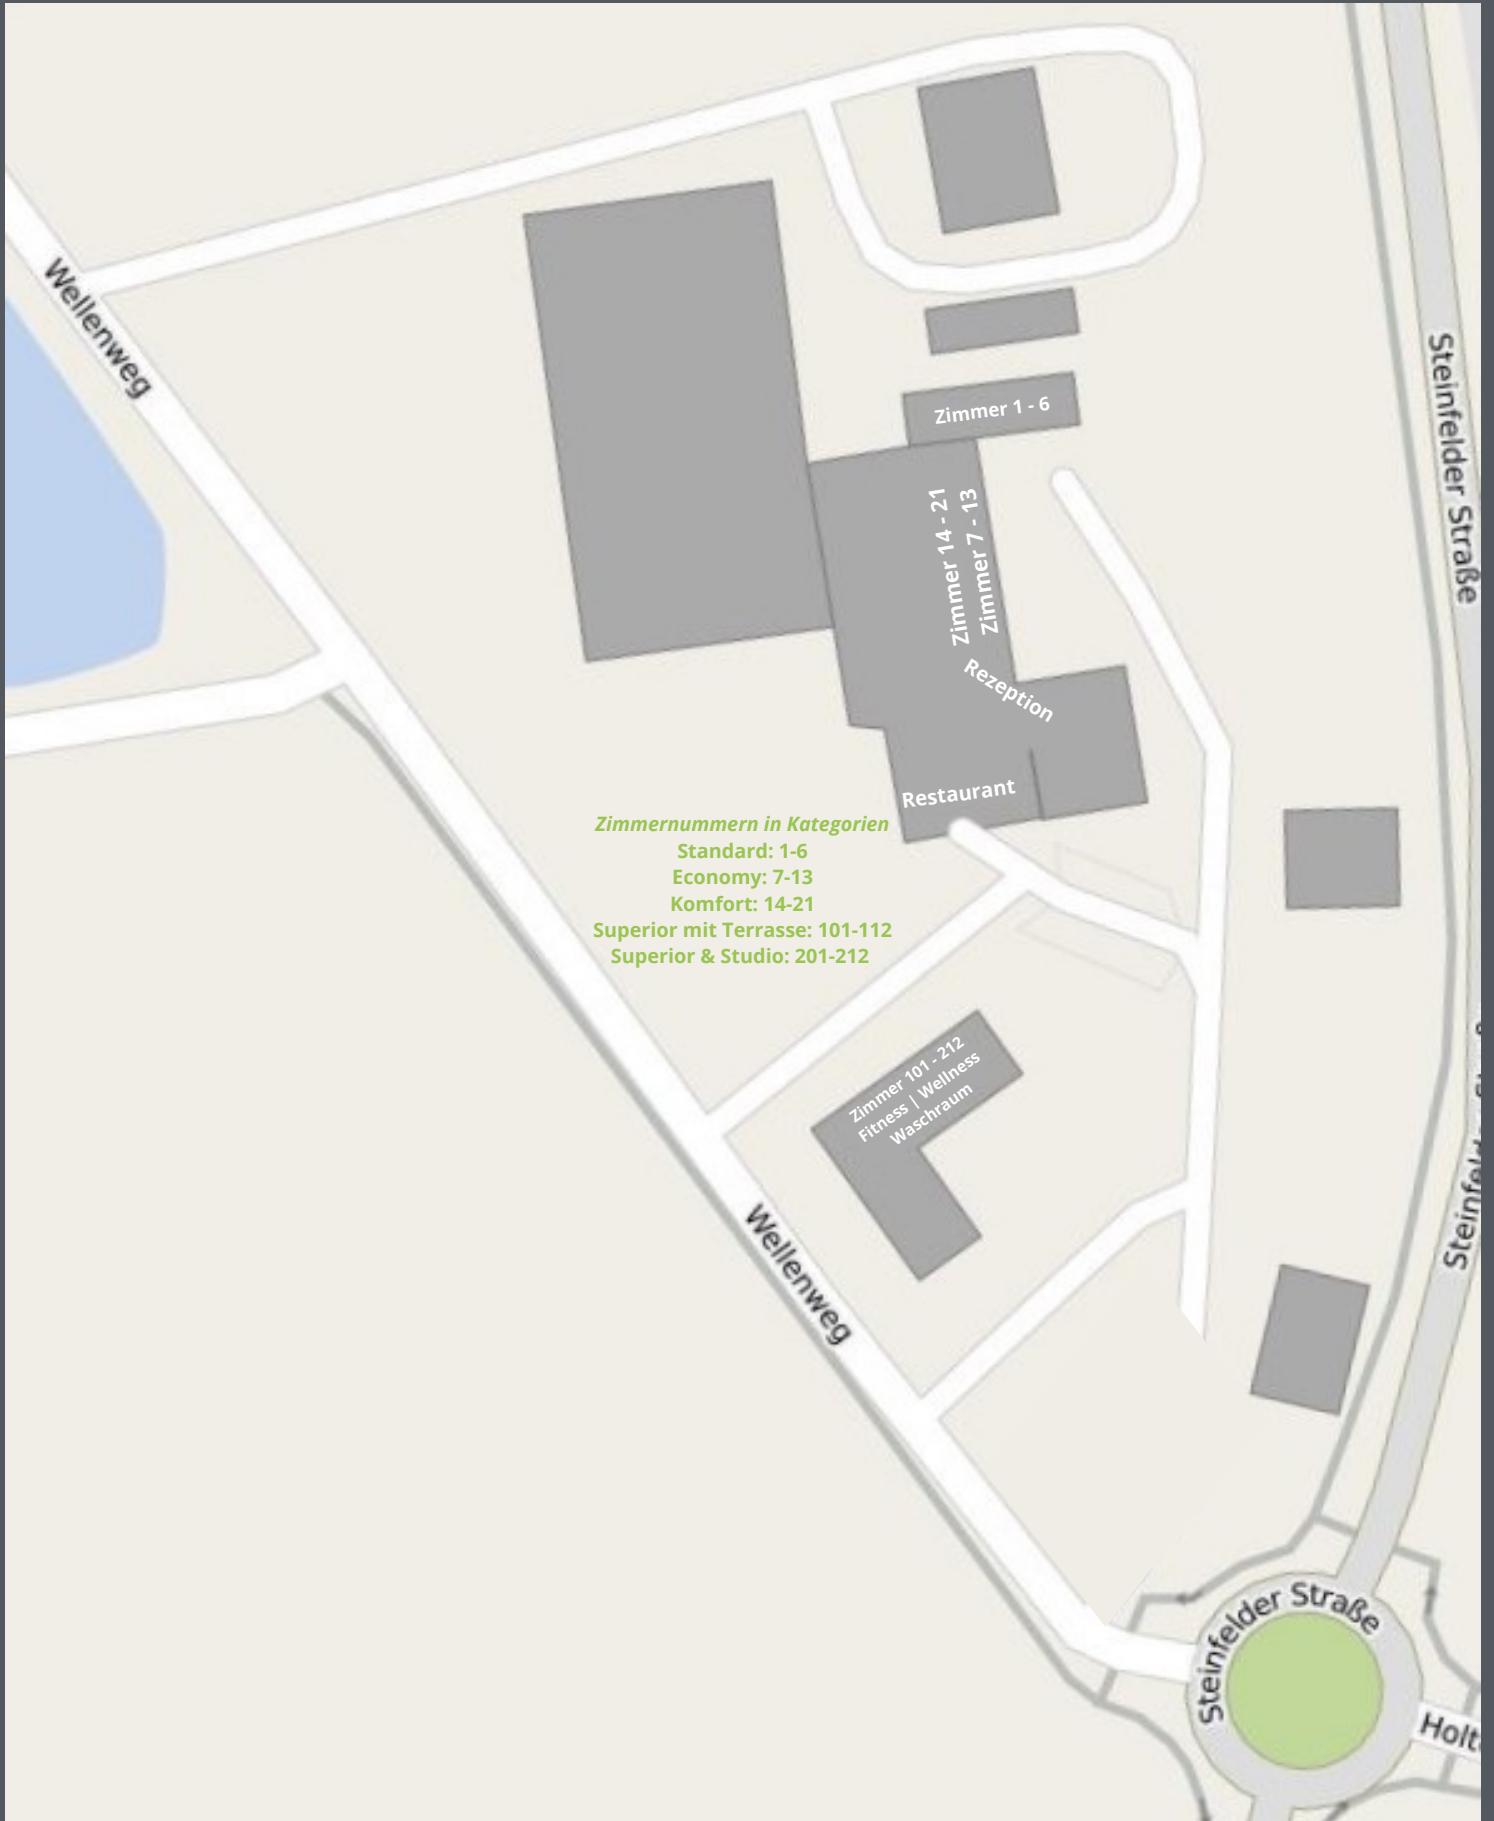 Wellenweg
Steinfelder Straße
Zimmer 1 - 6
Zimmer 14 - 21
Zimmer 7 - 13
Rezeption
Restaurant
Zimmernummern in Kategorien
Standard: 1-6
Economy: 7-13
Komfort: 14-21
Superior mit Terrasse: 101-112
Superior & Studio: 201-212
Zimmer 101 - 212
Fitness | Wellness
Waschraum
Wellenweg
Steinfelder Straße